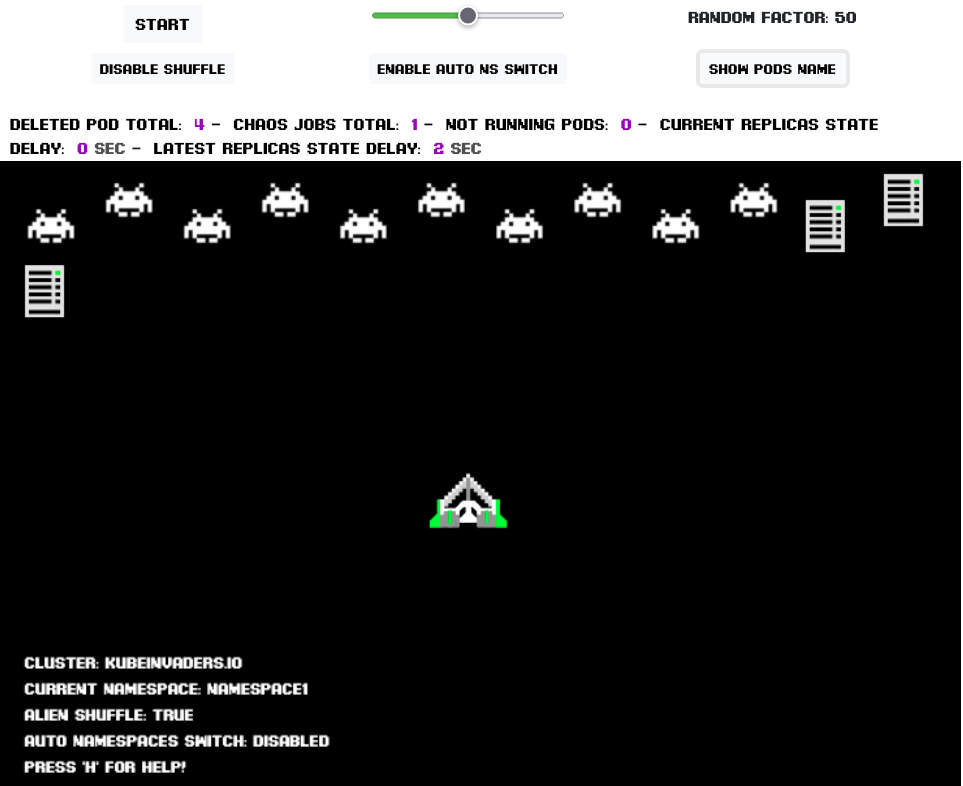 START
RANDOM FACTOR: 50
DISABLE SHUFFLE
ENABLE AUTO NS SWITCH
SHOW PODS NAME
DELETED POD TOTAL: 4 - CHAOS JOBS TOTAL: 1 - NOT RUNNING PODS: 0 - CURRENT REPLICAS STATE
DELAY: 0 SEC - LATEST REPLICAS STATE DELAY: 2 SEC
CLUSTER: KUBEINVADERS.IO
CURRENT NAMESPACE: NAMESPACE1
ALIEN SHUFFLE: TRUE
AUTO NAMESPACES SWITCH: DISABLED
PRESS 'H' FOR HELP!